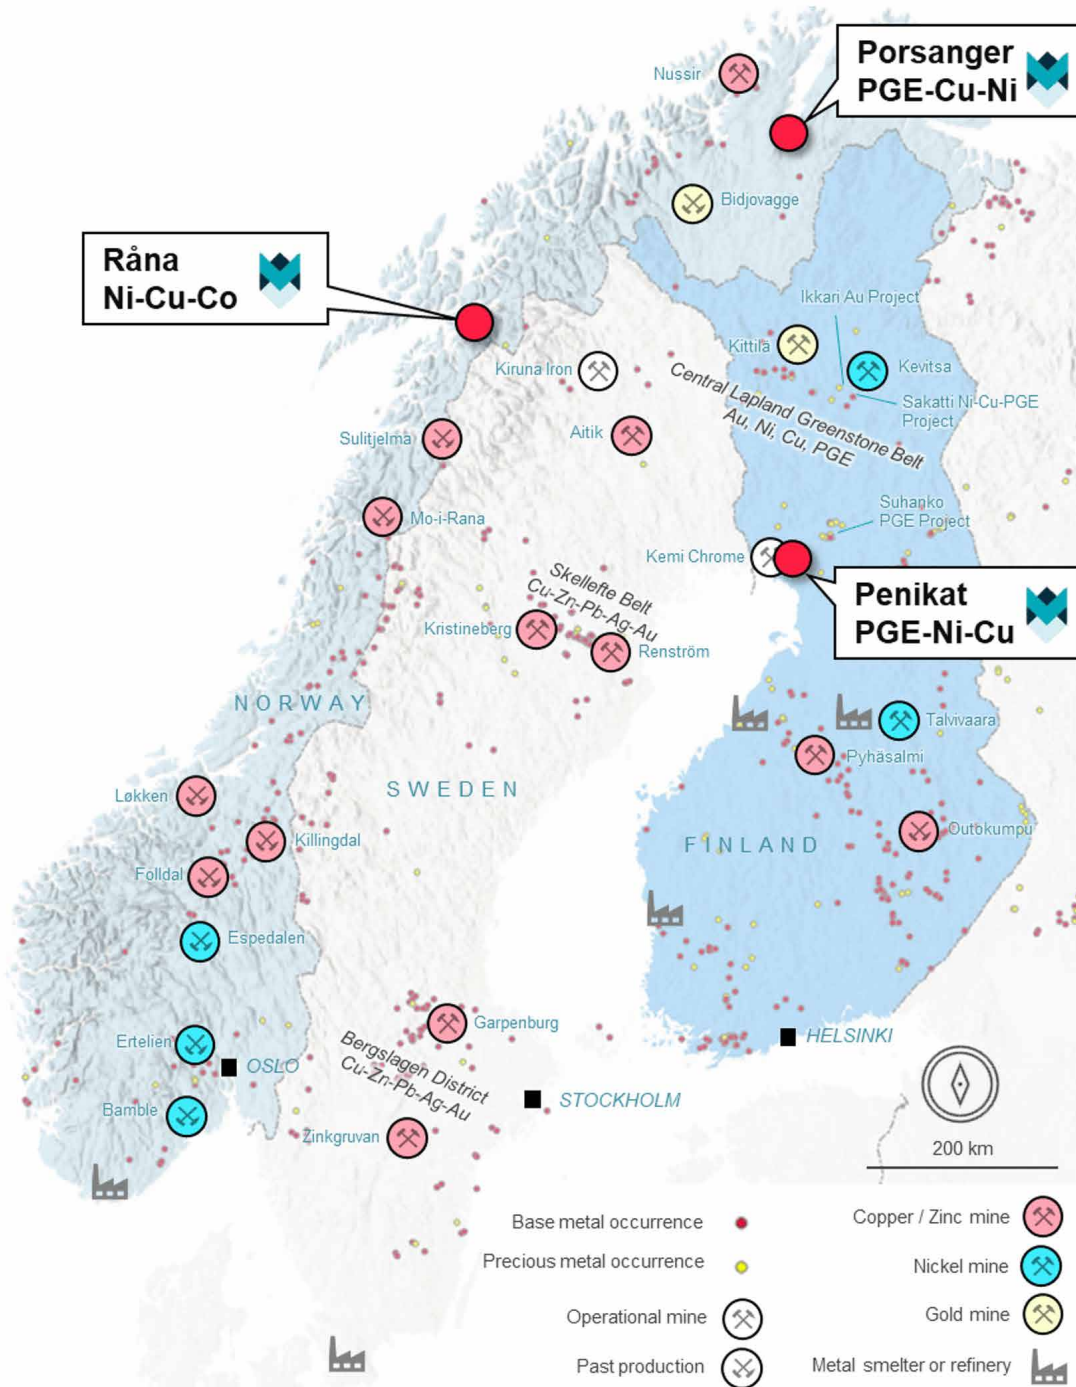 Porsanger
PGE-Cu-Ni
Nussir
Bidjovagge
Råna
Ni-Cu-Co
Ikkari Au Project
Kittila
Kevitsa
Kiruna Iron
Sakatti Ni-Cu-PGE
Project
Central Lapland Greenstone Belt
Au, Ni, Cu, PGE
Sulitjelma
Aitik
Mo-i-Rana
Suhanko
PGE Project
Kemi Chrome
Skellefte Belt
Cu-Zn-Pb-Ag-Au
Penikat
PGE-Ni-Cu
Kristineberg
Renström
NORWAY
Talvivaara
Pyhäsalmi
SWEDEN
Løkken
Killingdal
Folldal
FINLAND
Outokumpu
Espedalen
Garpenburg
Ertelien
OSLO
HELSINKI
Bergslagen District
Cu-Zn-Pb-Ag-Au
Bamble
STOCKHOLM
Zinkgruvan
200 km
Base metal occurrence
Copper / Zinc mine
Precious metal occurrence
Nickel mine
Operational mine
Gold mine
Past production
Metal smelter or refinery